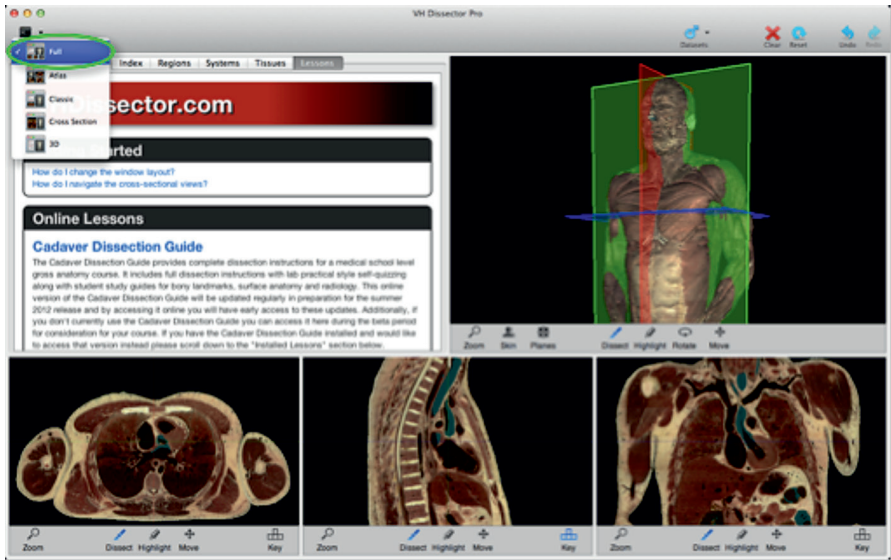 VH Dissector Pro
Datasets Clear Reset Undo Redo
Full
Atlas
Classic
Cross Section
3D
Index Regions Systems Tissues Lessons
ssector.com
Started
How do I change the window layout?
How do I navigate the cross-sectional views?
Online Lessons
Cadaver Dissection Guide
The Cadaver Dissection Guide provides complete dissection instructions for a medical school level
gross anatomy course. It includes full dissection instructions with lab practical style self-quizzing
along with student study guides for bony landmarks, surface anatomy and radiology. This online
version of the Cadaver Dissection Guide will be updated regularly in preparation for the summer
2012 release and by accessing it online you will have early access to these updates. Additionally, if
you don't currently use the Cadaver Dissection Guide you can access it here during the beta period
for consideration for your course. If you have the Cadaver Dissection Guide installed and would like
to access that version instead please scroll down to the "Installed Lessons" section below.
Zoom Skin Planes Dissect Highlight Rotate Move
Zoom Dissect Highlight Move Key
Zoom Dissect Highlight Move Key
Zoom Dissect Highlight Move Key